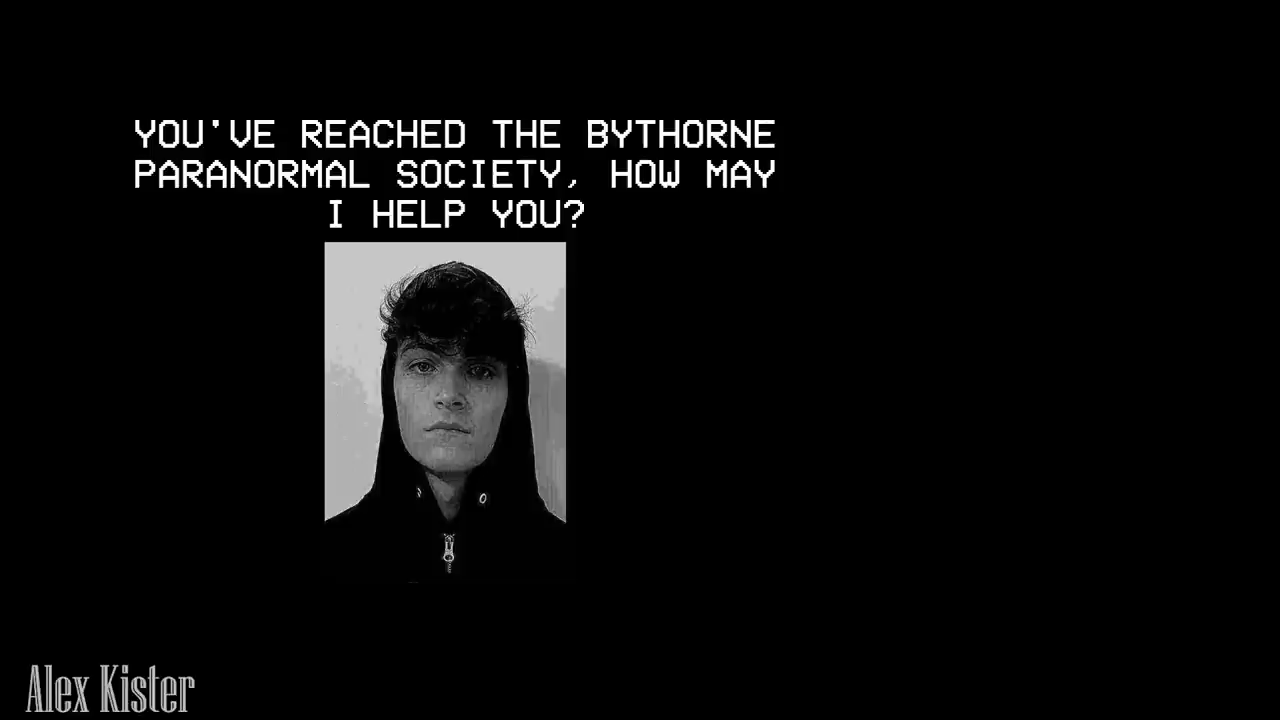 YOU'VE REACHED THE BYTHORNE
PARANORMAL SOCIETY, HOW MAY
I HELP YOU?
Alex Kister